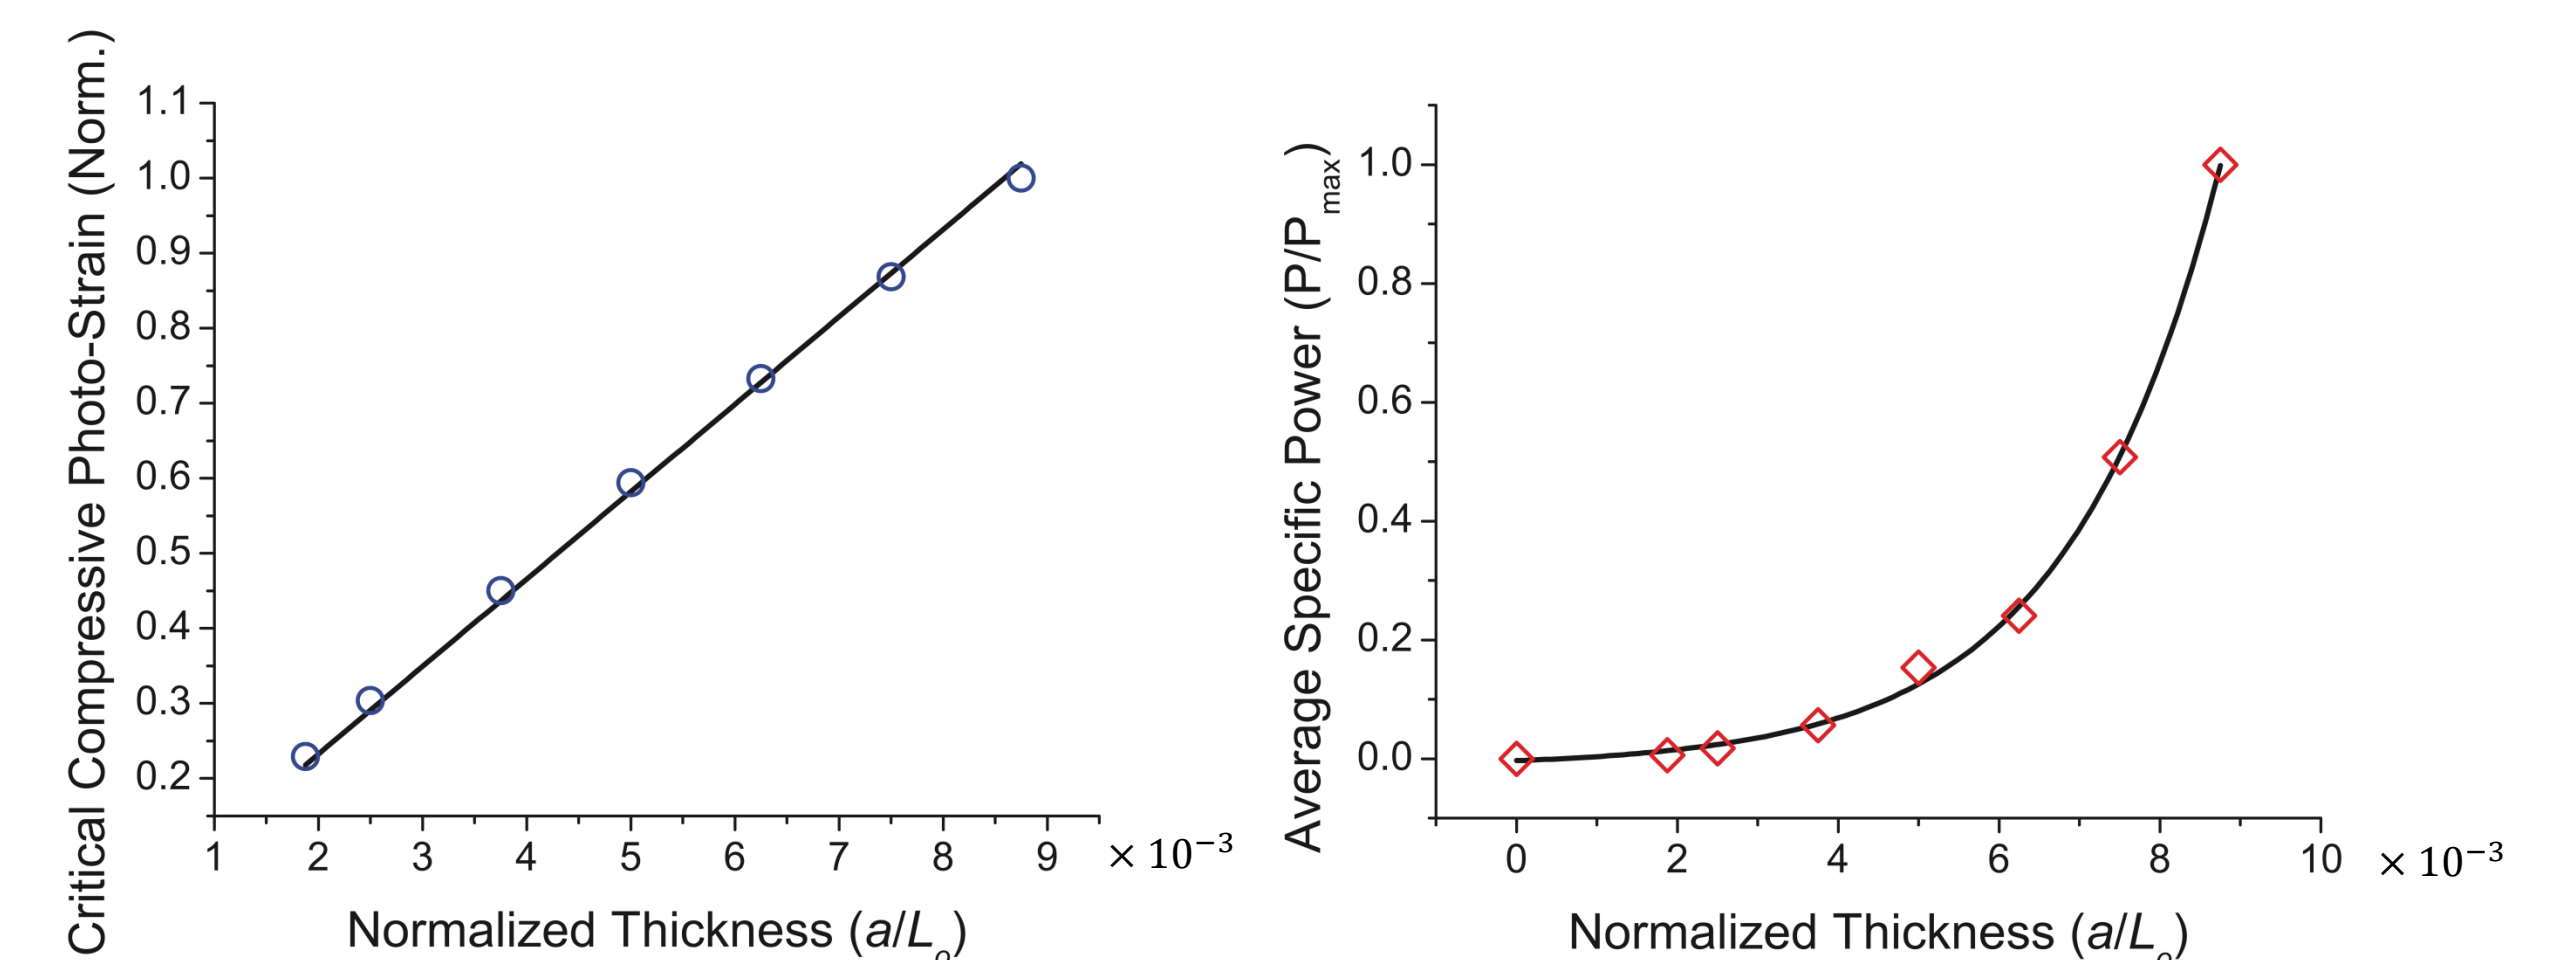 Critical Compressive Photo-Strain (Norm.)
1.1
1.0
0.9
0.8
0.7
0.6
0.5
0.4
0.3
0.2
1 2 3 4 5 6 7 8 9 × 10⁻³
Normalized Thickness (a/Lₒ)
Average Specific Power (P/Pmax)
1.0
0.8
0.6
0.4
0.2
0.0
0 2 4 6 8 10 × 10⁻³
Normalized Thickness (a/Lₒ)